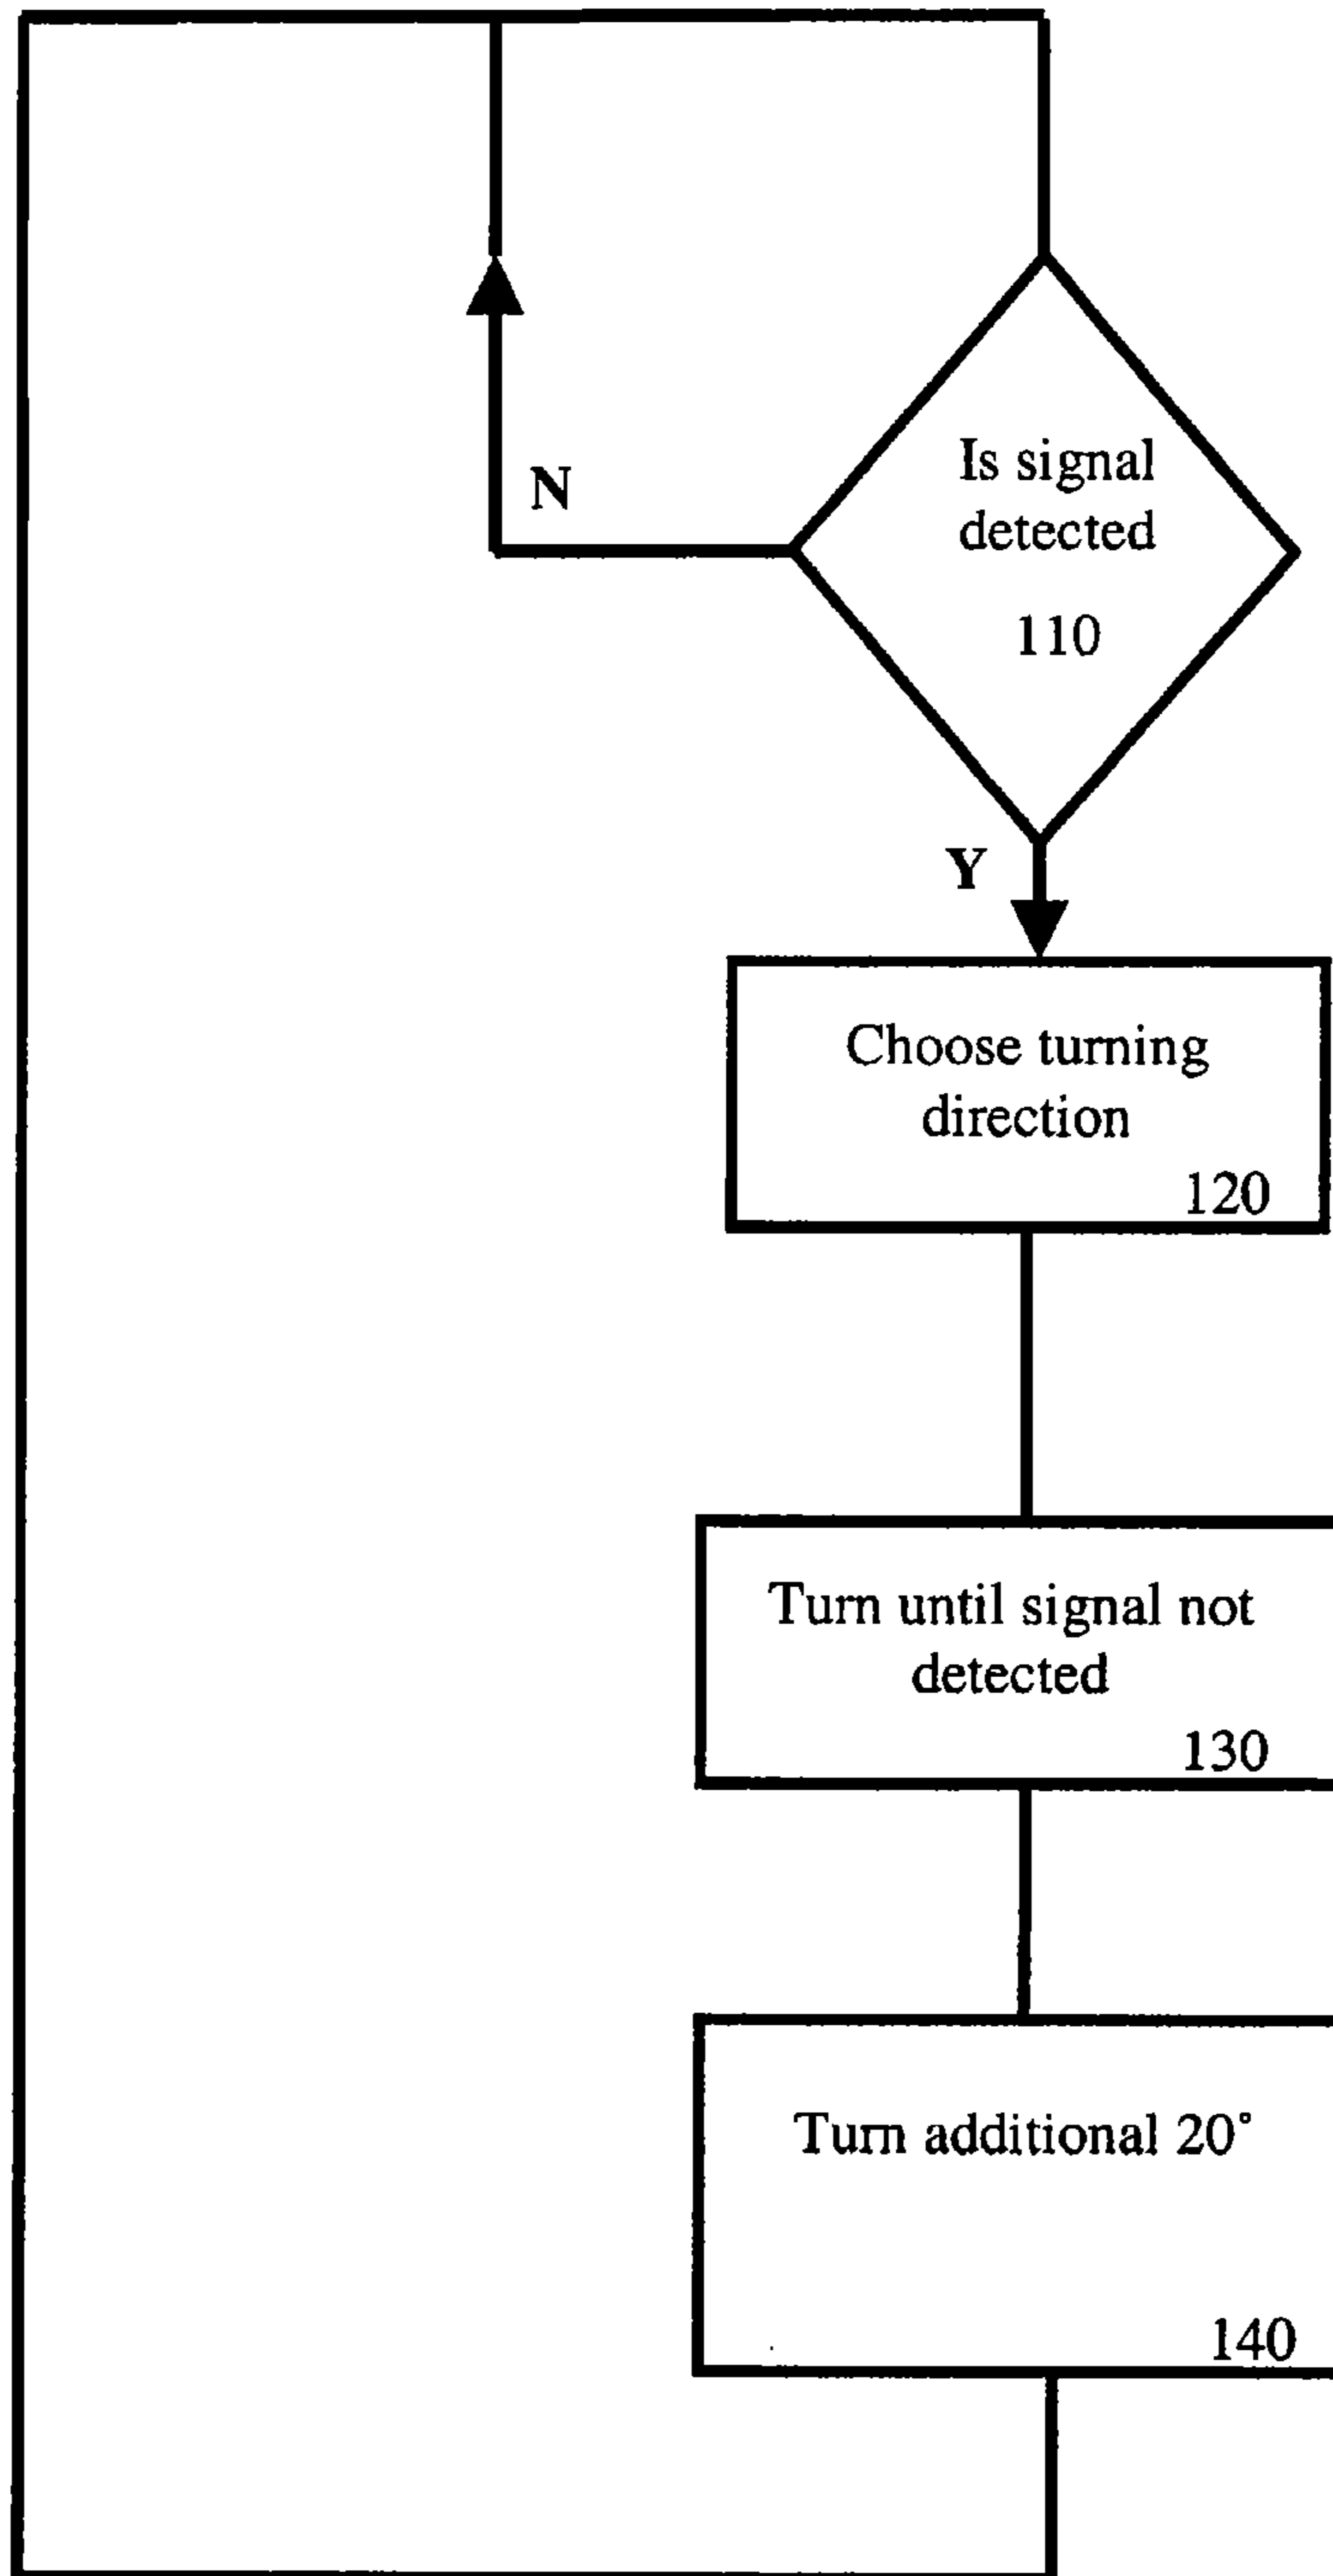 Is signal
detected
110
N
Y
Choose turning
direction
120
Turn until signal not
detected
130
Turn additional 20°
140